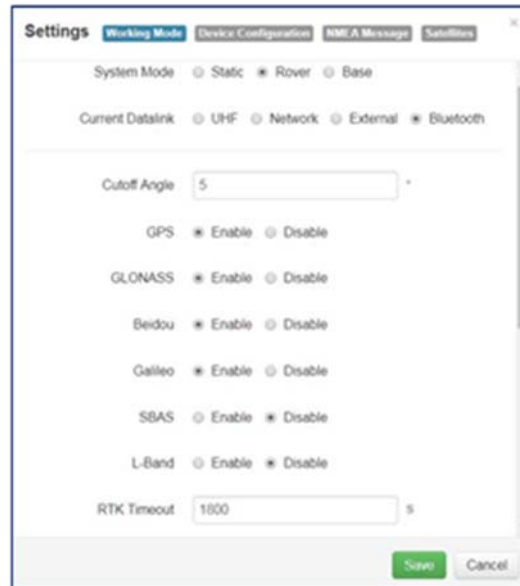 Settings Working Mode Device Configuration NMEA Message Satellites ×
System Mode Static Rover Base
Current Datalink UHF Network External Bluetooth
Cutoff Angle 5 °
GPS Enable Disable
GLONASS Enable Disable
Beidou Enable Disable
Galileo Enable Disable
SBAS Enable Disable
L-Band Enable Disable
RTK Timeout 1800 s
Save Cancel